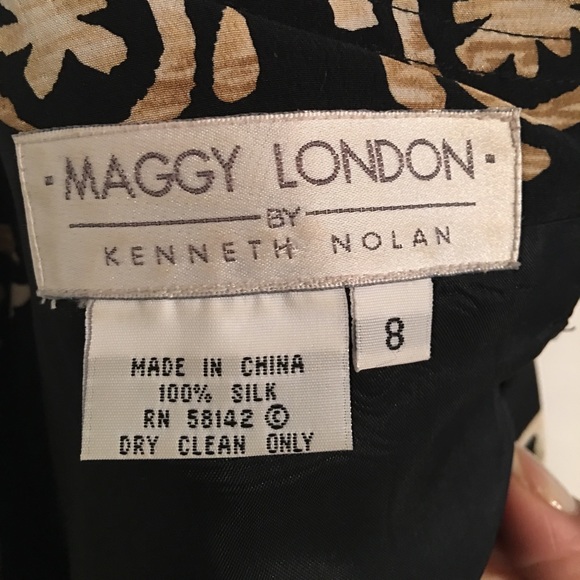 · MAGGY LONDON ·
BY
KENNETH NOLAN
8
MADE IN CHINA
100% SILK
RN 58142 ©
DRY CLEAN ONLY